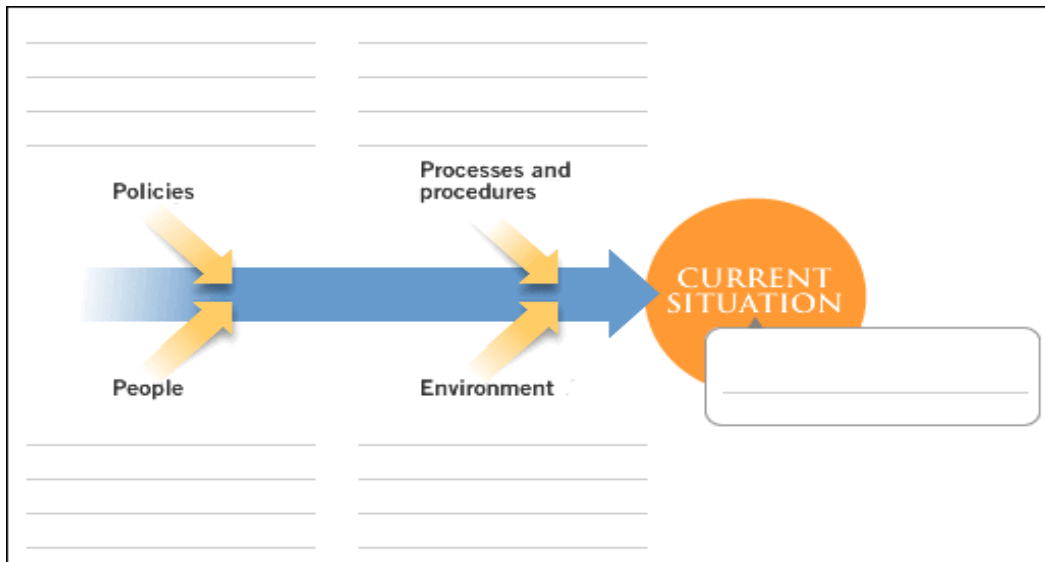 Policies
Processes and
procedures
CURRENT
SITUATION
People
Environment